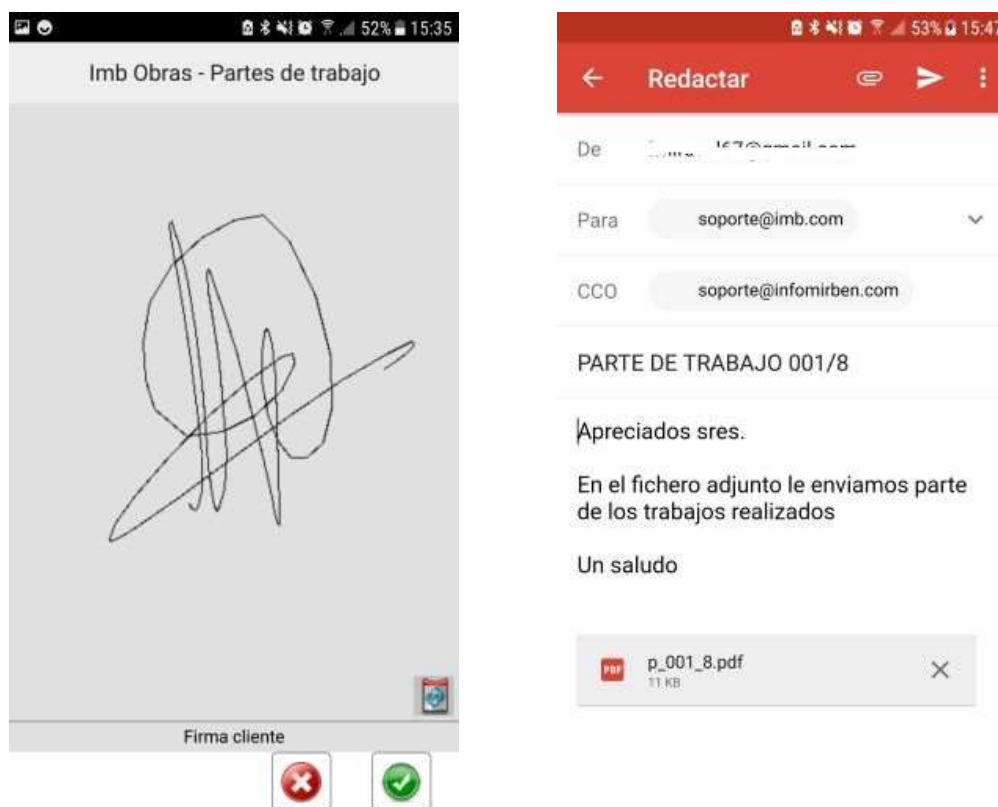 52% 15:35
Imb Obras - Partes de trabajo
Firma cliente
53% 15:47
Redactar
De
Para soporte@imb.com
CCO soporte@infomirben.com
PARTE DE TRABAJO 001/8
Apreciados sres.
En el fichero adjunto le enviamos parte
de los trabajos realizados
Un saludo
PDF p_001_8.pdf
11 KB